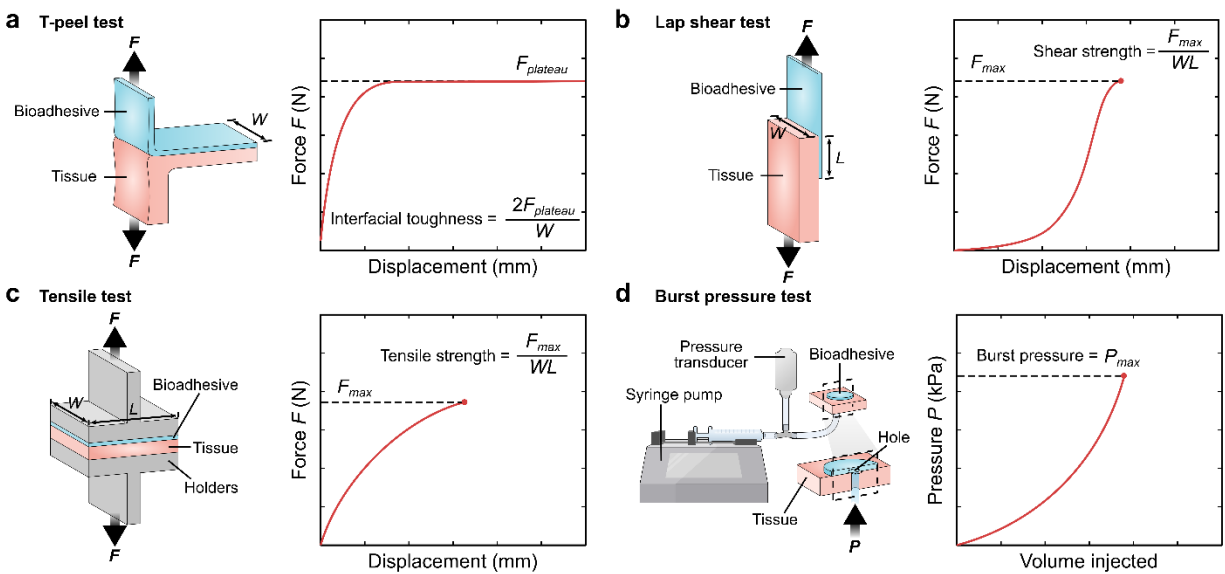 a T-peel test
F
Bioadhesive
W
Tissue
F
Force F (N)
F_plateau
Interfacial toughness = 2F_plateau / W
Displacement (mm)
b Lap shear test
F
Bioadhesive
W
L
Tissue
F
Force F (N)
F_max
Shear strength = F_max / WL
Displacement (mm)
c Tensile test
F
W
L
Bioadhesive
Tissue
Holders
F
Force F (N)
Tensile strength = F_max / WL
F_max
Displacement (mm)
d Burst pressure test
Pressure
transducer
Bioadhesive
Syringe pump
Hole
Tissue
P
Pressure P (kPa)
Burst pressure = P_max
Volume injected